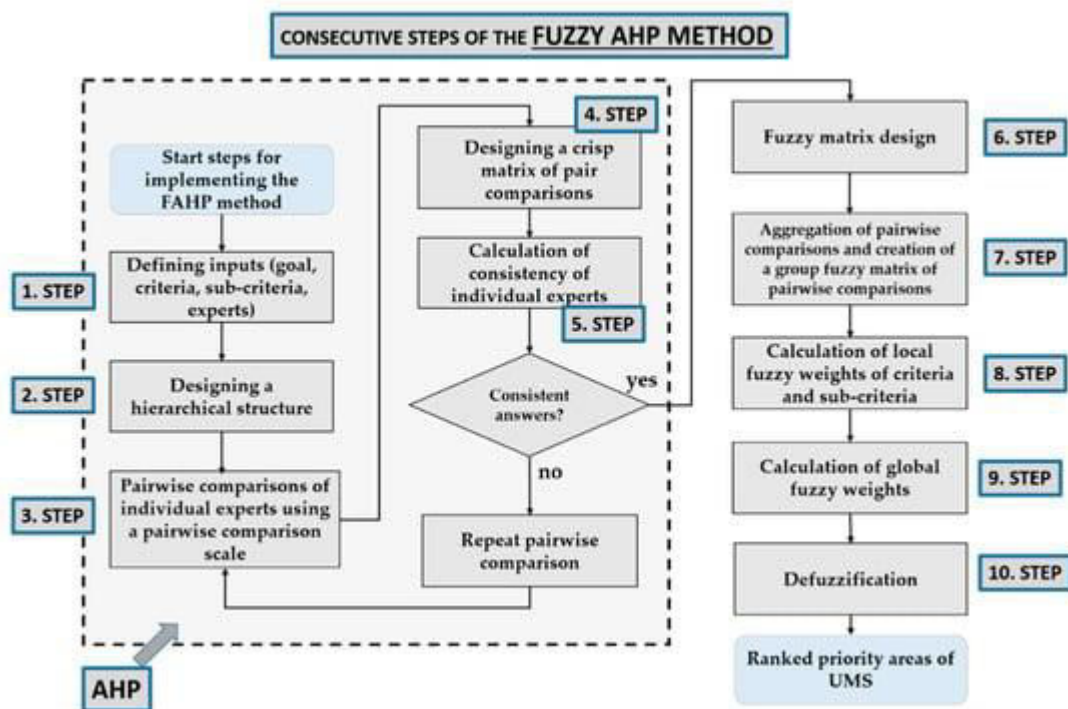 CONSECUTIVE STEPS OF THE FUZZY AHP METHOD
Start steps for
implementing the
FAHP method
1. STEP
Defining inputs (goal,
criteria, sub-criteria,
experts)
2. STEP
Designing a
hierarchical structure
3. STEP
Pairwise comparisons of
individual experts using
a pairwise comparison
scale
4. STEP
Designing a crisp
matrix of pair
comparisons
Calculation of
consistency of
individual experts
5. STEP
Consistent
answers?
yes
no
Repeat pairwise
comparison
AHP
Fuzzy matrix design
6. STEP
Aggregation of pairwise
comparisons and creation of
a group fuzzy matrix of
pairwise comparisons
7. STEP
Calculation of local
fuzzy weights of criteria
and sub-criteria
8. STEP
Calculation of global
fuzzy weights
9. STEP
Defuzzification
10. STEP
Ranked priority areas of
UMS